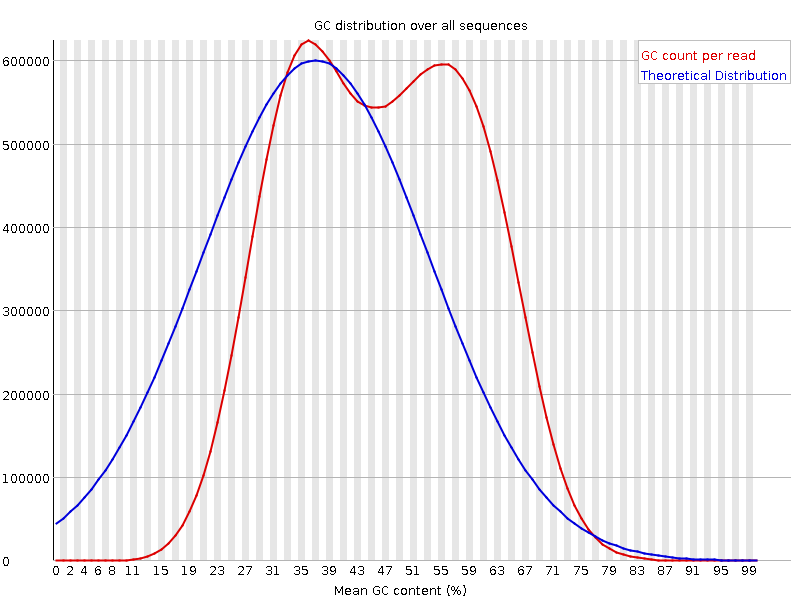 GC distribution over all sequences
GC count per read
Theoretical Distribution
600000
500000
400000
300000
200000
100000
0
0 2 4 6 8 11 15 19 23 27 31 35 39 43 47 51 55 59 63 67 71 75 79 83 87 91 95 99
Mean GC content (%)